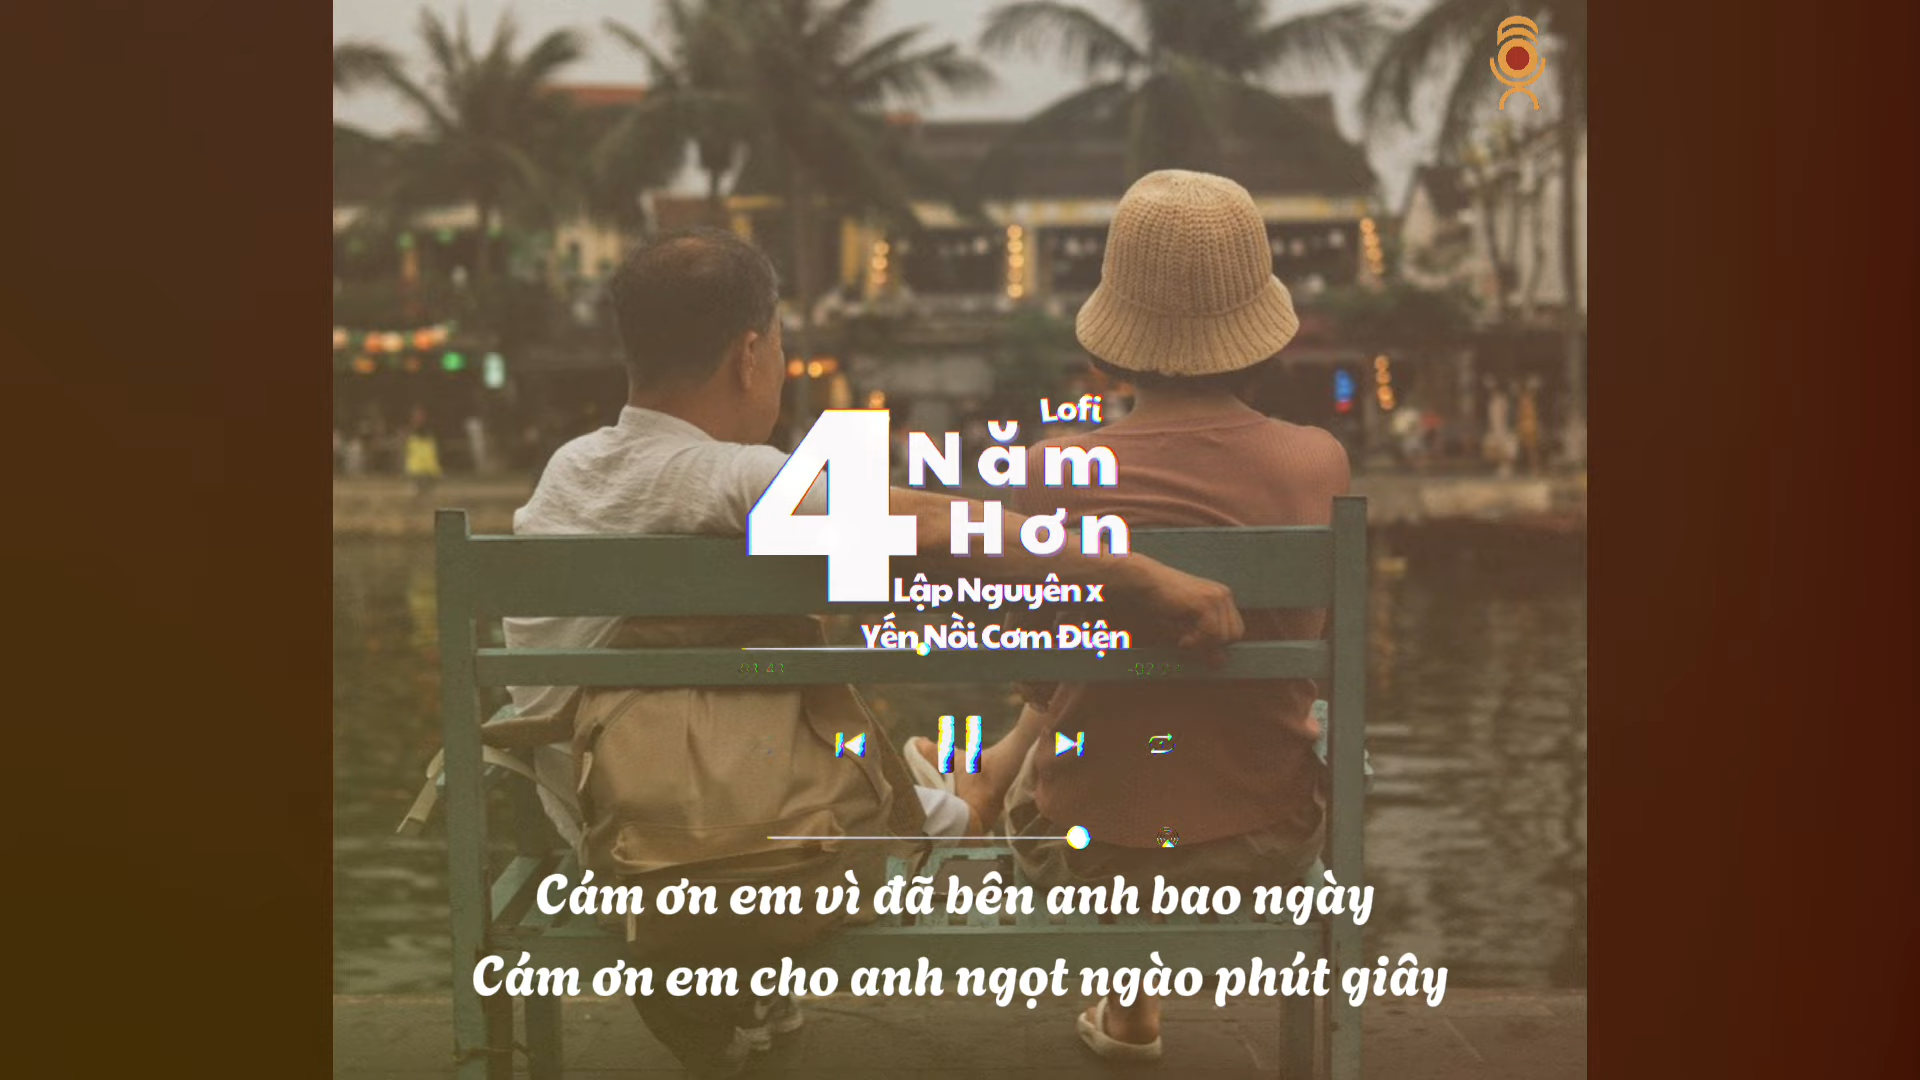 Lofi
4 Năm
Hơn
Lập Nguyên x
Yến Nồi Cơm Điện
Cám ơn em vì đã bên anh bao ngày
Cám ơn em cho anh ngọt ngào phút giây